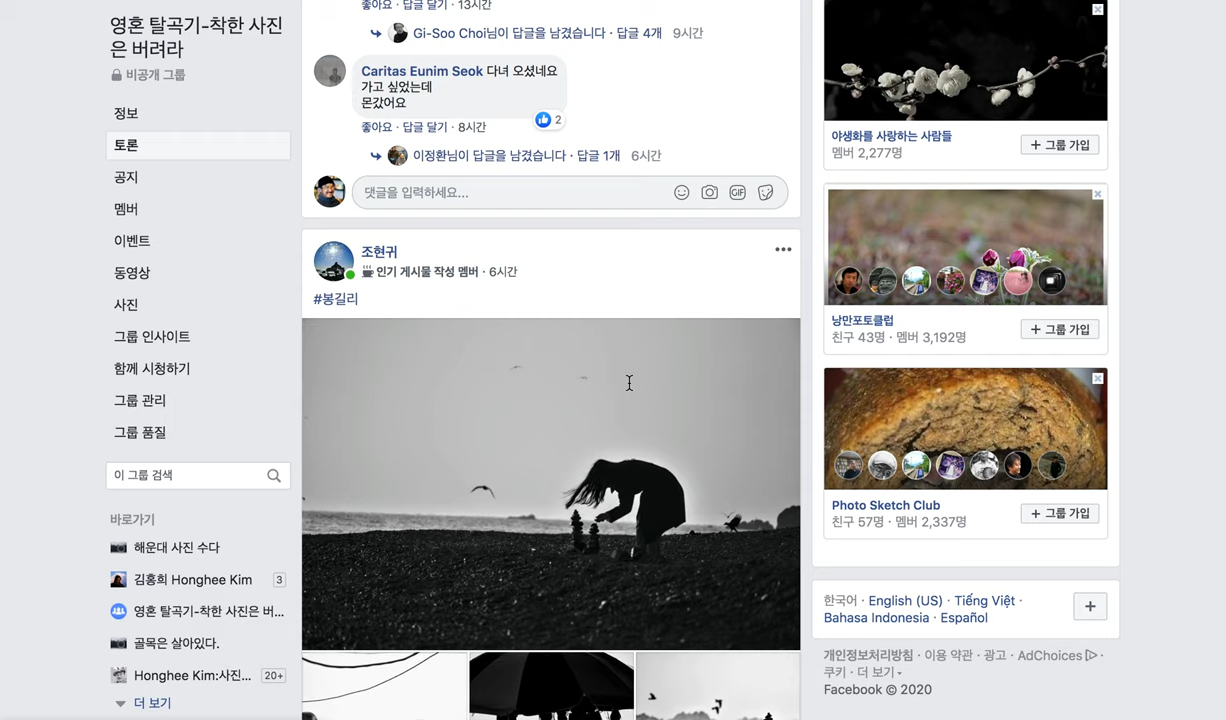 영혼 탈곡기-착한 사진
은 버려라
비공개 그룹
정보
토론
공지
멤버
이벤트
동영상
사진
그룹 인사이트
함께 시청하기
그룹 관리
그룹 품질
이 그룹 검색
바로가기
해운대 사진 수다
김홍희 Honghee Kim 3
영혼 탈곡기-착한 사진은 버...
골목은 살아있다.
Honghee Kim:사진... 20+
더 보기
좋아요 · 답글 달기 · 13시간
Gi-Soo Choi님이 답글을 남겼습니다 · 답글 4개 9시간
Caritas Eunim Seok 다녀 오셨네요
가고 싶었는데
몬갔어요
2
좋아요 · 답글 달기 · 8시간
이정환님이 답글을 남겼습니다 · 답글 1개 6시간
댓글을 입력하세요...
GIF
조현귀
인기 게시물 작성 멤버 · 6시간
#봉길리
야생화를 사랑하는 사람들
멤버 2,277명
+ 그룹 가입
낭만포토클럽
친구 43명 · 멤버 3,192명
+ 그룹 가입
Photo Sketch Club
친구 57명 · 멤버 2,337명
+ 그룹 가입
한국어 · English (US) · Tiếng Việt ·
Bahasa Indonesia · Español
개인정보처리방침 · 이용 약관 · 광고 · AdChoices ·
쿠키 · 더 보기
Facebook © 2020